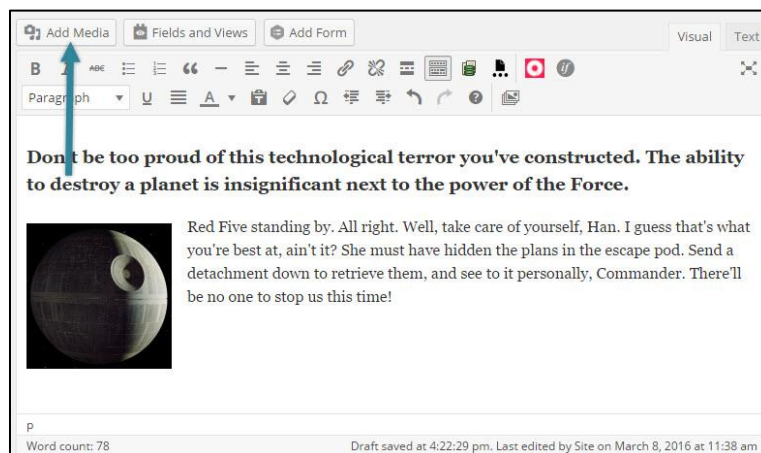 Add Media Fields and Views Add Form
Visual Text
B I ABC
Paragraph U A Ω
Don't be too proud of this technological terror you've constructed. The ability
to destroy a planet is insignificant next to the power of the Force.
Red Five standing by. All right. Well, take care of yourself, Han. I guess that's what
you're best at, ain't it? She must have hidden the plans in the escape pod. Send a
detachment down to retrieve them, and see to it personally, Commander. There'll
be no one to stop us this time!
p
Word count: 78 Draft saved at 4:22:29 pm. Last edited by Site on March 8, 2016 at 11:38 am